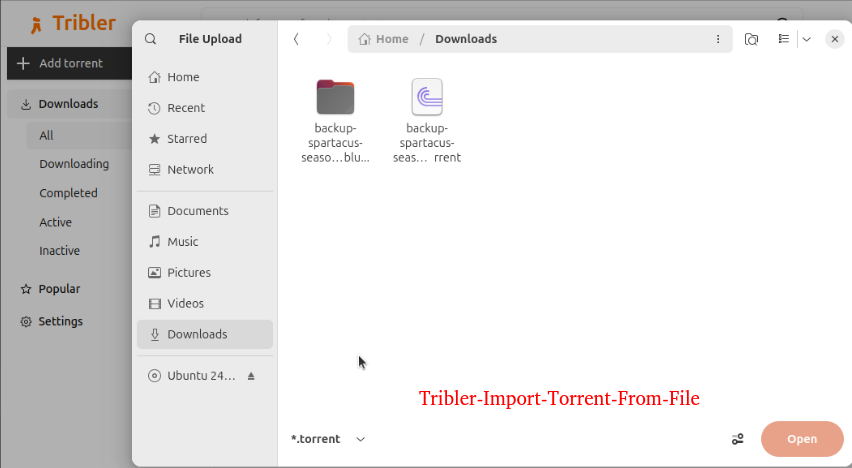 Tribler
File Upload
Home / Downloads
Add torrent
Home
Downloads
Recent
All
Starred
Downloading
Network
Completed
Active
Documents
Inactive
Music
Popular
Pictures
Settings
Videos
Downloads
Ubuntu 24...
backup-
spartacus-
seaso...blu...
backup-
spartacus-
seas... rrent
Tribler-Import-Torrent-From-File
*.torrent
Open